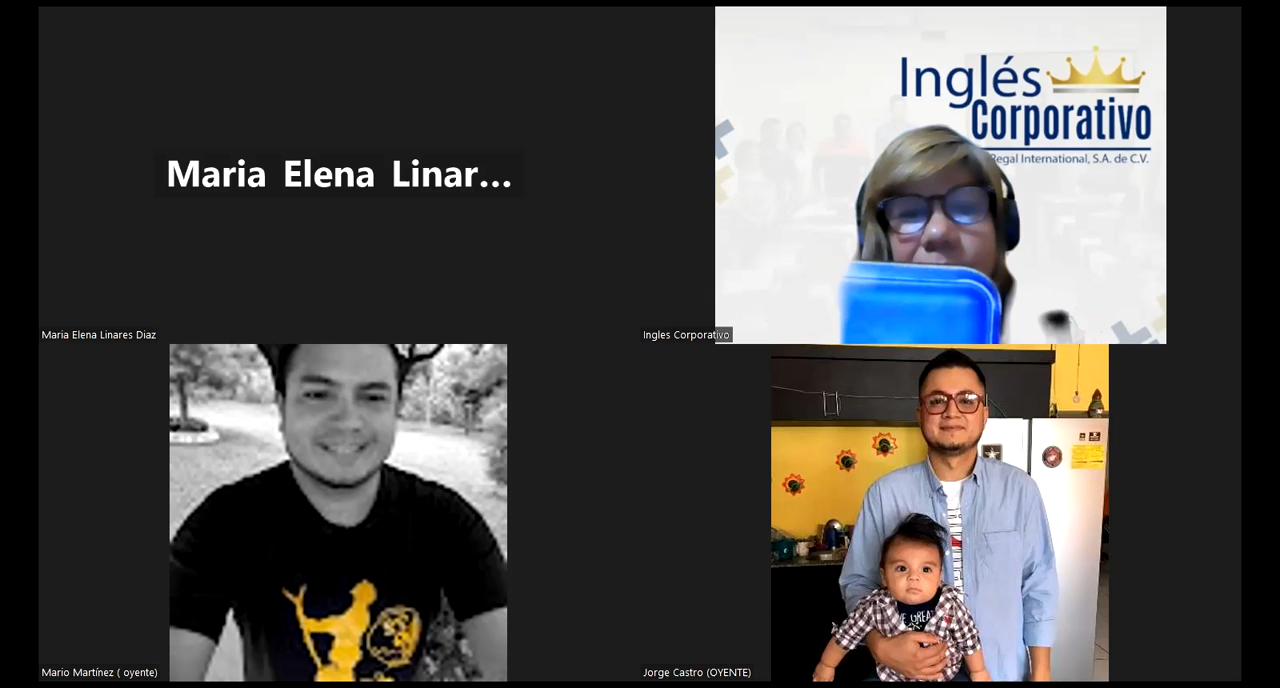 Maria Elena Linar...
Inglés
Corporativo
Regal International, S.A. de C.V.
Maria Elena Linares Diaz
Ingles Corporativo
Mario Martínez ( oyente)
Jorge Castro (OYENTE)